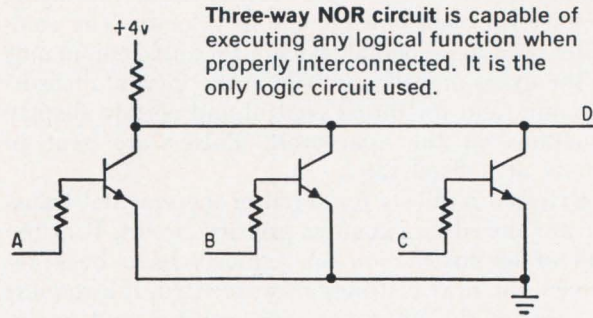 Three-way NOR circuit is capable of
executing any logical function when
properly interconnected. It is the
only logic circuit used.
+4v
D
A
B
C